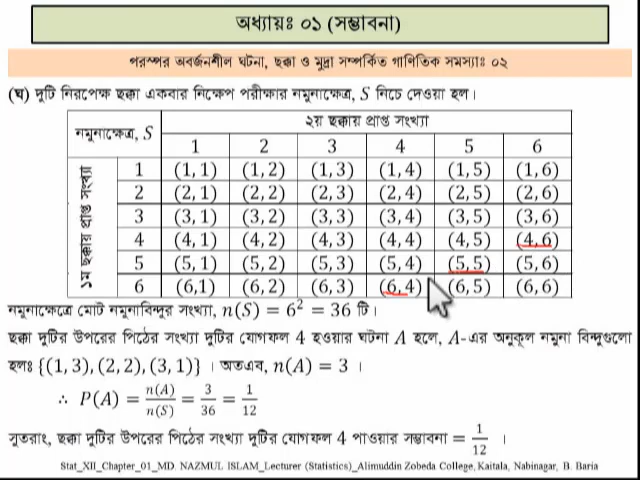 অধ্যায়ঃ ০১ (সম্ভাবনা)
পরস্পর অবর্জনশীল ঘটনা, ছক্কা ও মুদ্রা সম্পর্কিত গাণিতিক সমস্যাঃ ০২
(ঘ) দুটি নিরপেক্ষ ছক্কা একবার নিক্ষেপ পরীক্ষার নমুনাক্ষেত্র, S নিচে দেওয়া হল।
নমুনাক্ষেত্র, S
২য় ছক্কায় প্রাপ্ত সংখ্যা
1 2 3 4 5 6
১ম ছক্কায় প্রাপ্ত সংখ্যা
1 (1, 1) (1, 2) (1, 3) (1, 4) (1, 5) (1, 6)
2 (2, 1) (2, 2) (2, 3) (2, 4) (2, 5) (2, 6)
3 (3, 1) (3, 2) (3, 3) (3, 4) (3, 5) (3, 6)
4 (4, 1) (4, 2) (4, 3) (4, 4) (4, 5) (4, 6)
5 (5, 1) (5, 2) (5, 3) (5, 4) (5, 5) (5, 6)
6 (6,1) (6, 2) (6, 3) (6, 4) (6, 5) (6, 6)
নমুনাক্ষেত্রে মোট নমুনাবিন্দুর সংখ্যা, n(S) = 6² = 36 টি।
ছক্কা দুটির উপরের পিঠের সংখ্যা দুটির যোগফল 4 হওয়ার ঘটনা A হলে, A-এর অনুকূল নমুনা বিন্দুগুলো
হলঃ {(1, 3), (2, 2), (3, 1)} । অতএব, n(A) = 3 ।
∴ P(A) = n(A)/n(S) = 3/36 = 1/12
সুতরাং, ছক্কা দুটির উপরের পিঠের সংখ্যা দুটির যোগফল 4 পাওয়ার সম্ভাবনা = 1/12 ।
Stat_XII_Chapter_01_MD. NAZMUL ISLAM_Lecturer (Statistics)_Alimuddin Zobeda College, Kaitala, Nabinagar, B. Baria